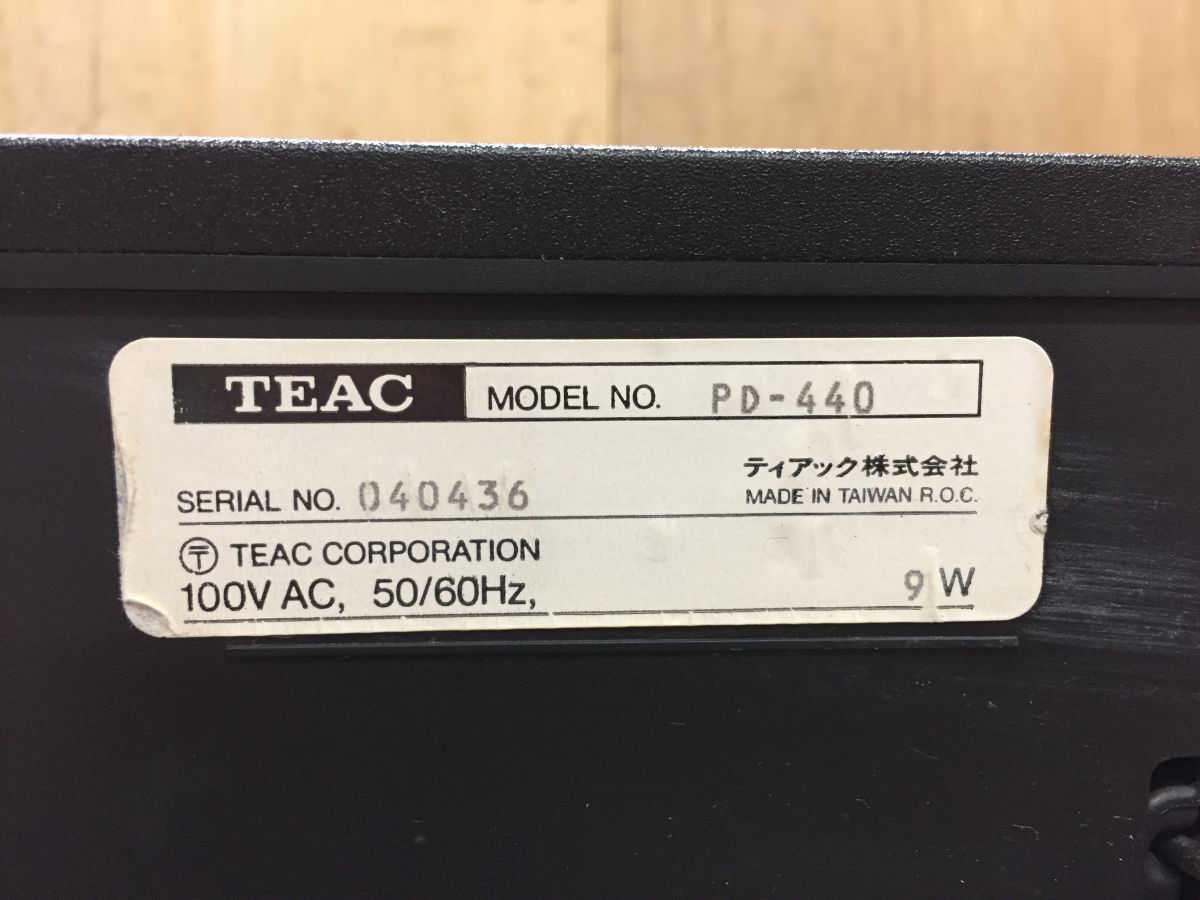 TEAC MODEL NO. PD-440
ティアック株式会社
SERIAL NO. 040436 MADE IN TAIWAN R.O.C.
〶 TEAC CORPORATION
100V AC, 50/60Hz, 9 W